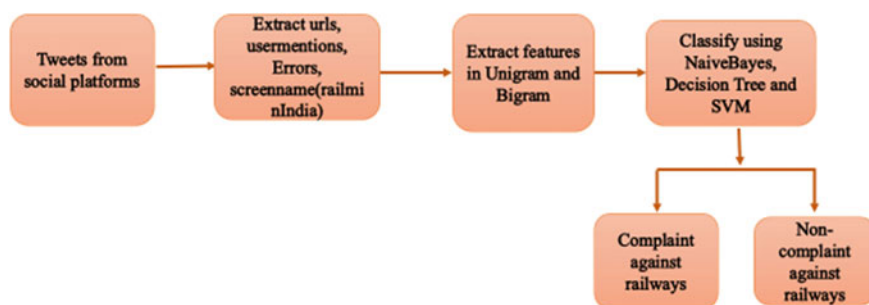 Tweets from
social platforms
Extract urls,
usermentions,
Errors,
screenname(railmi
nIndia)
Extract features
in Unigram and
Bigram
Classify using
NaiveBayes,
Decision Tree and
SVM
Complaint
against
railways
Non-
complaint
against
railways